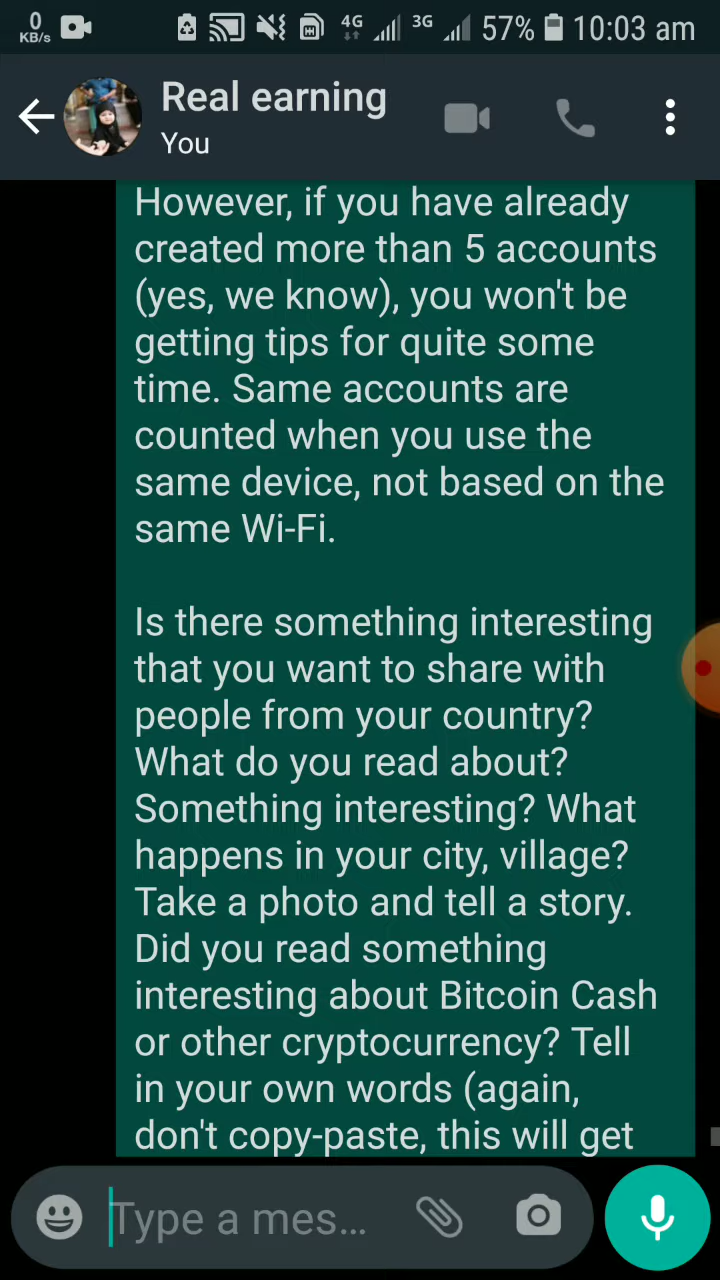 0
KB/s
4G
3G
57%
10:03 am
Real earning
You
However, if you have already
created more than 5 accounts
(yes, we know), you won't be
getting tips for quite some
time. Same accounts are
counted when you use the
same device, not based on the
same Wi-Fi.
Is there something interesting
that you want to share with
people from your country?
What do you read about?
Something interesting? What
happens in your city, village?
Take a photo and tell a story.
Did you read something
interesting about Bitcoin Cash
or other cryptocurrency? Tell
in your own words (again,
don't copy-paste, this will get
Type a mes...